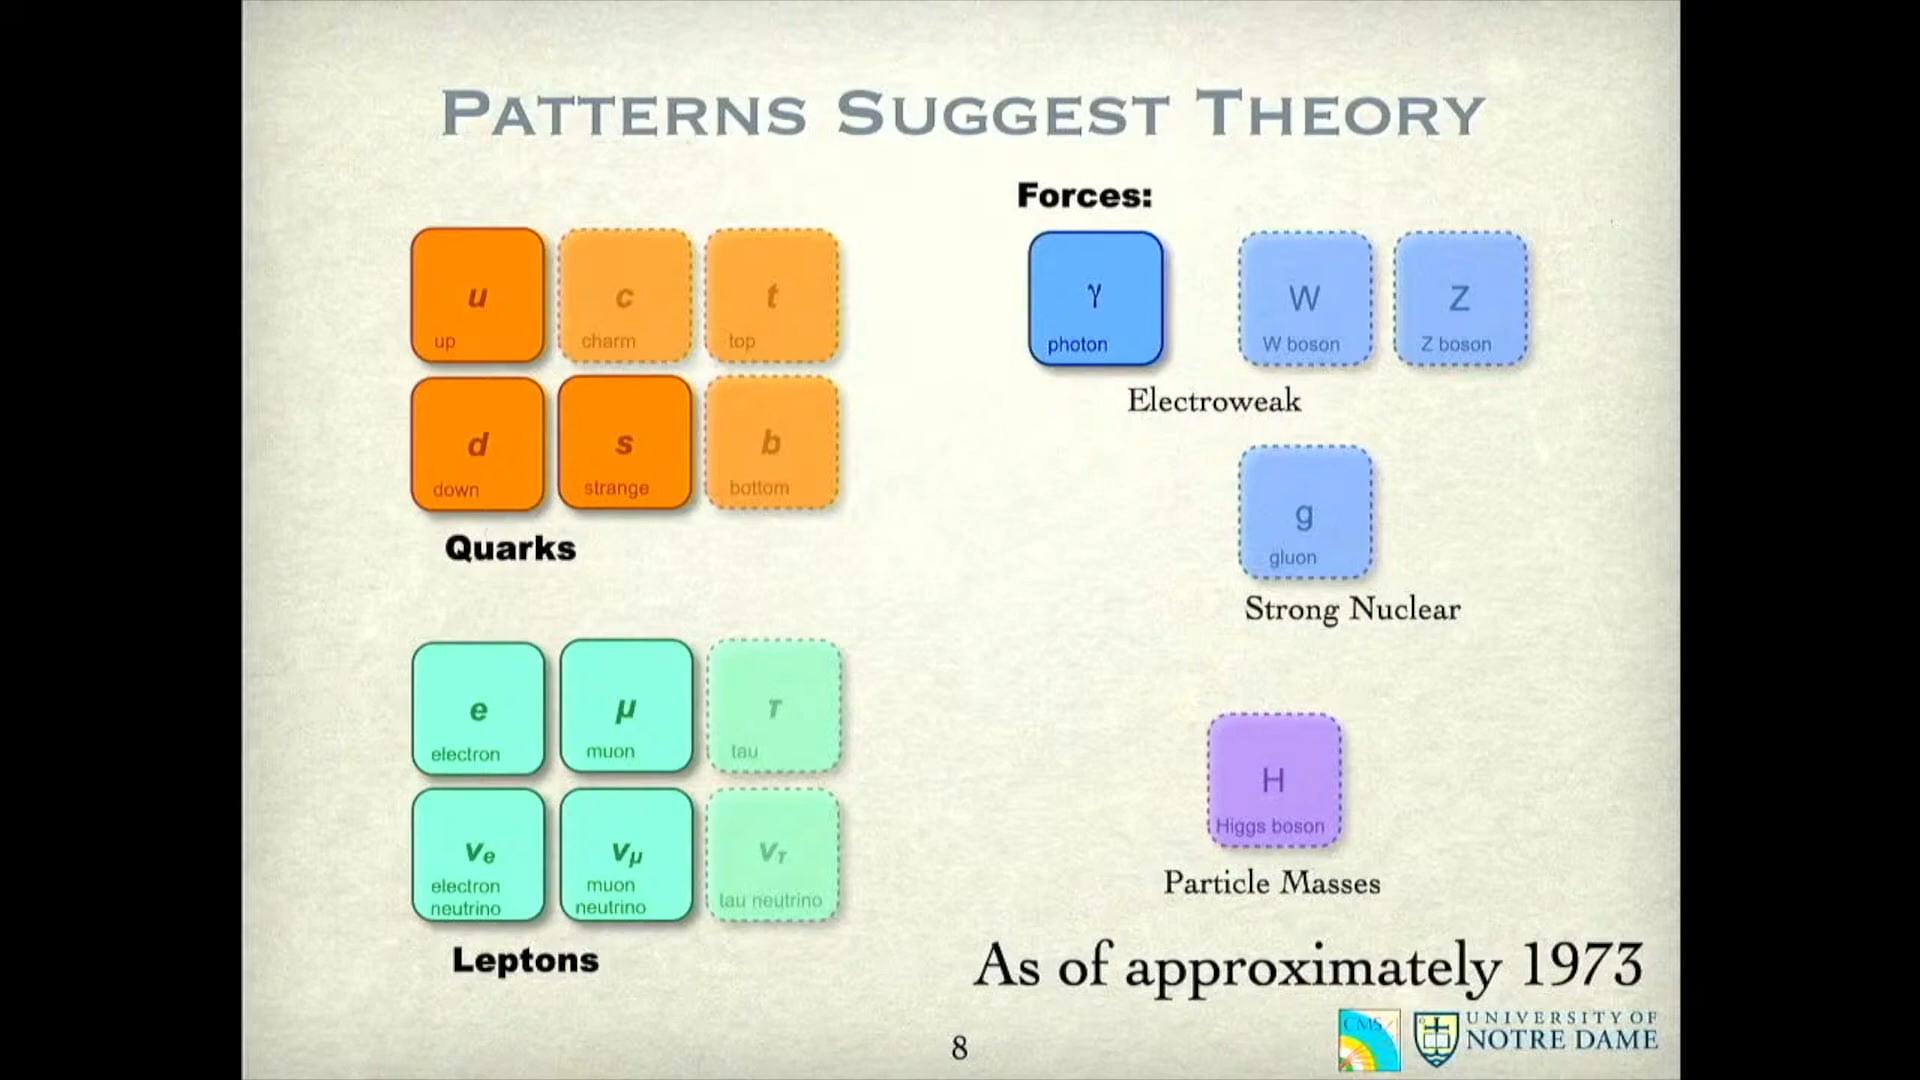 PATTERNS SUGGEST THEORY
u
up
c
charm
t
top
d
down
s
strange
b
bottom
Quarks
e
electron
μ
muon
τ
tau
νe
electron
neutrino
νμ
muon
neutrino
ντ
tau neutrino
Leptons
Forces:
γ
photon
W
W boson
Z
Z boson
Electroweak
g
gluon
Strong Nuclear
H
Higgs boson
Particle Masses
As of approximately 1973
8
CMS
UNIVERSITY OF
NOTRE DAME